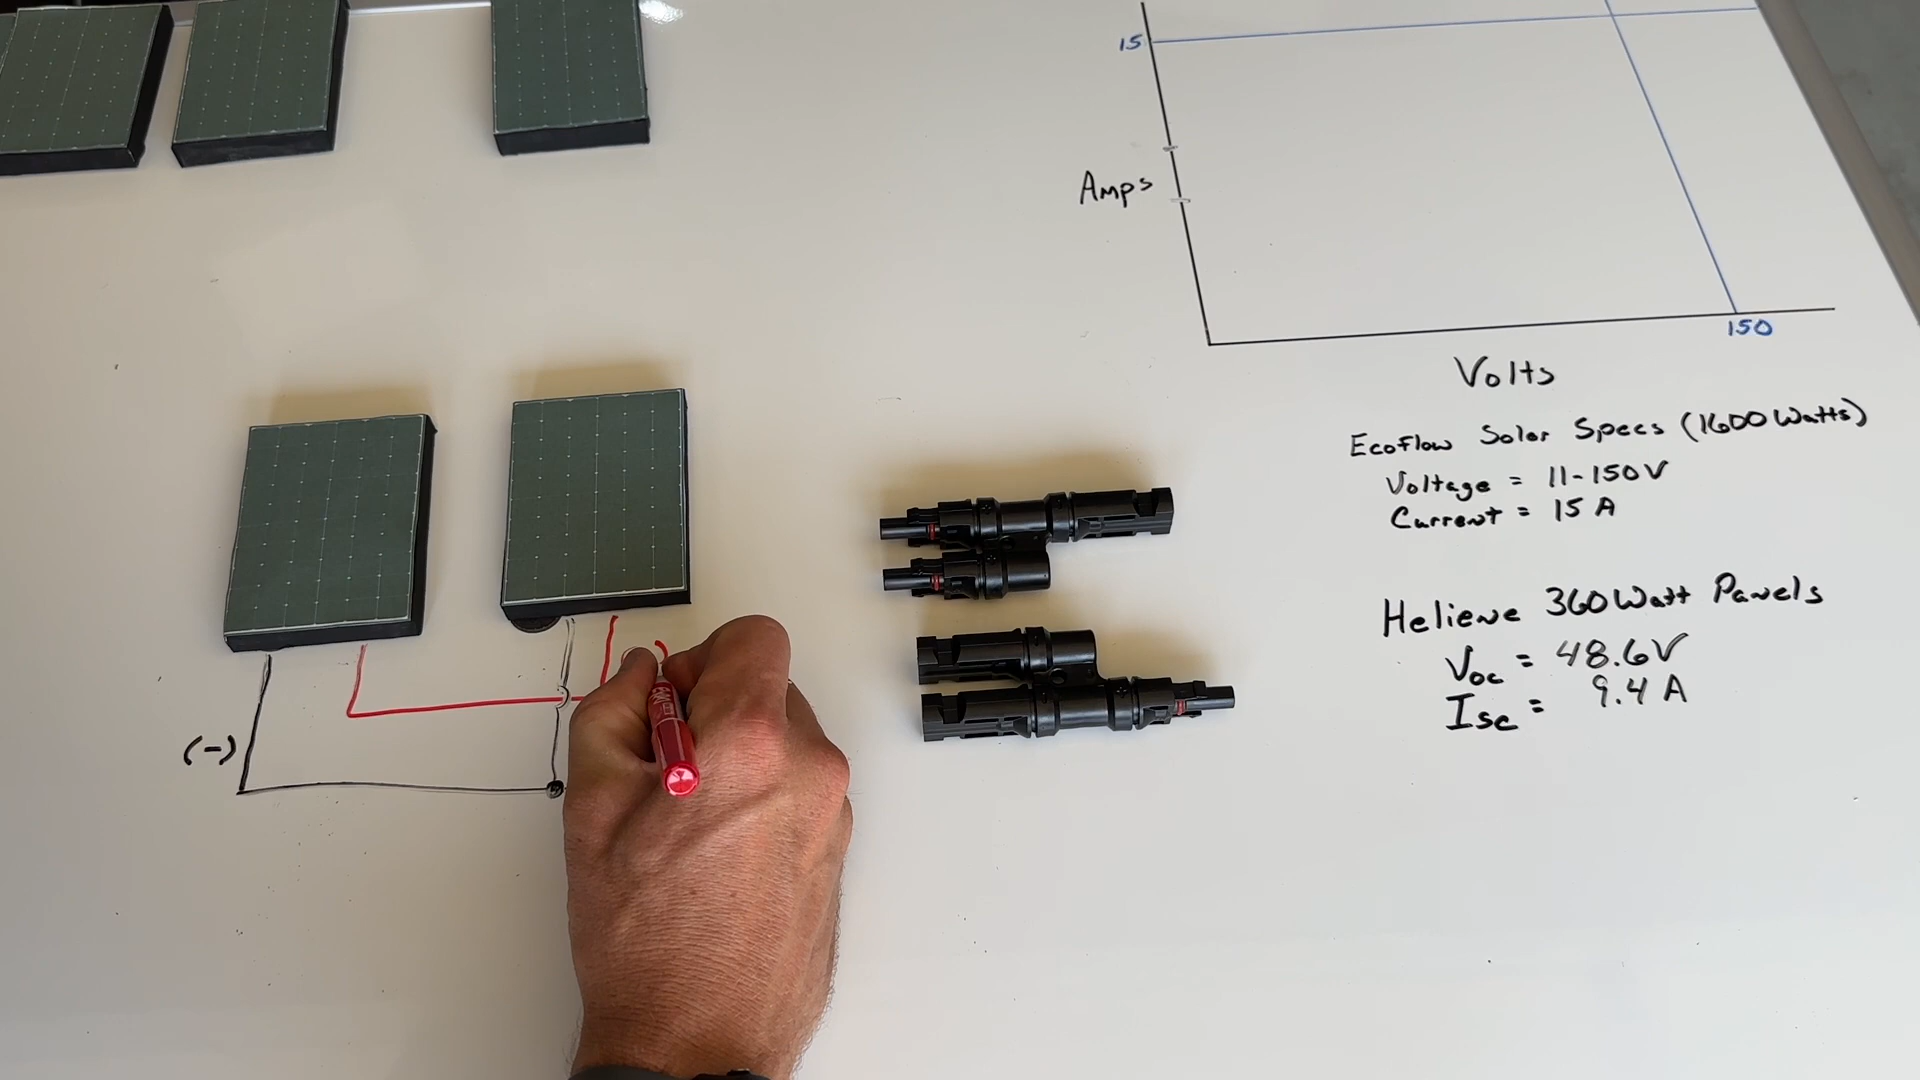 15
Amps
150
Volts
Ecoflow Solar Specs (1600 Watts)
Voltage = 11-150V
Current = 15 A
Heliene 360 Watt Panels
Voc = 48.6V
Isc = 9.4 A
(-)